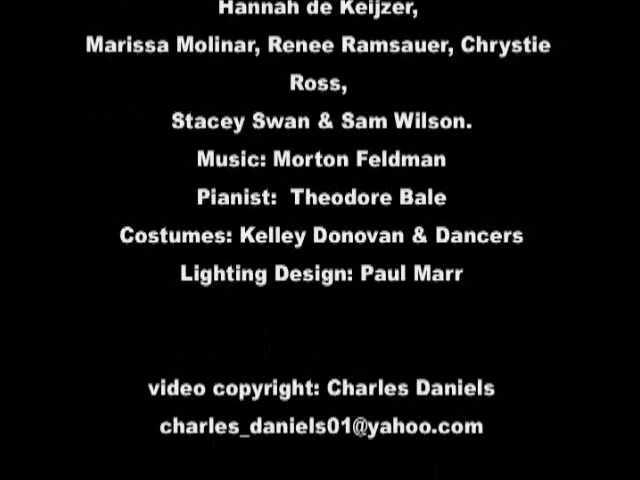 Hannah de Keijzer,
Marissa Molinar, Renee Ramsauer, Chrystie
Ross,
Stacey Swan & Sam Wilson.
Music: Morton Feldman
Pianist:  Theodore Bale
Costumes: Kelley Donovan & Dancers
Lighting Design: Paul Marr
video copyright: Charles Daniels
charles_daniels01@yahoo.com